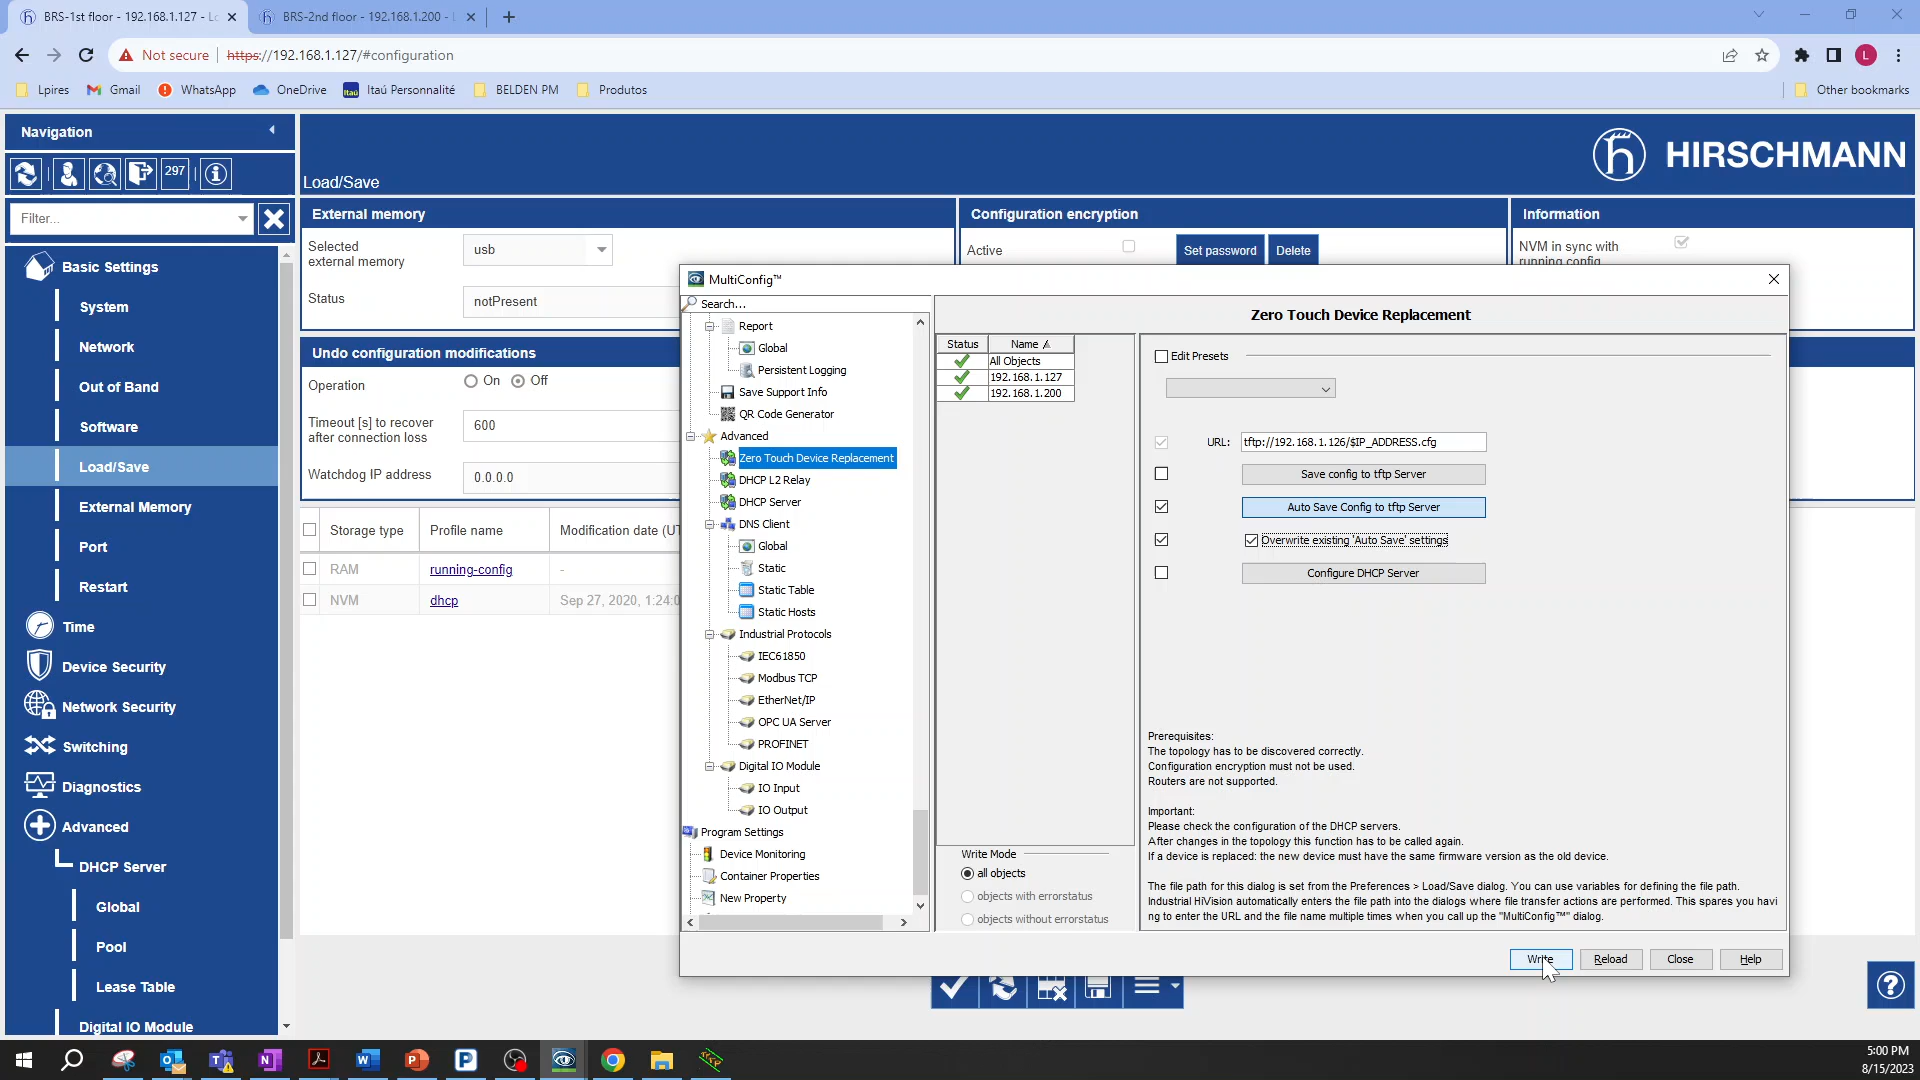 BRS-1st floor - 192.168.1.127 - Lo
BRS-2nd floor - 192.168.1.200 -
Not secure
https://192.168.1.127/#configuration
L
Lpires
Gmail
WhatsApp
OneDrive
Itaú Personnalité
BELDEN PM
Produtos
Other bookmarks
Navigation
297
Filter...
Basic Settings
System
Network
Out of Band
Software
Load/Save
External Memory
Port
Restart
Time
Device Security
Network Security
Switching
Diagnostics
Advanced
DHCP Server
Global
Pool
Lease Table
Digital IO Module
HIRSCHMANN
Load/Save
External memory
Selected
external memory
usb
Status
notPresent
Configuration encryption
Active
Set password
Delete
Information
NVM in sync with
running config
Undo configuration modifications
Operation
On
Off
Timeout [s] to recover
after connection loss
600
Watchdog IP address
0.0.0.0
Storage type
Profile name
Modification date (UT
RAM
running-config
-
NVM
dhcp
Sep 27, 2020, 1:24:0
MultiConfig™
Search...
Report
Global
Persistent Logging
Save Support Info
QR Code Generator
Advanced
Zero Touch Device Replacement
DHCP L2 Relay
DHCP Server
DNS Client
Global
Static
Static Table
Static Hosts
Industrial Protocols
IEC61850
Modbus TCP
EtherNet/IP
OPC UA Server
PROFINET
Digital IO Module
IO Input
IO Output
Program Settings
Device Monitoring
Container Properties
New Property
Zero Touch Device Replacement
Status
Name
All Objects
192.168.1.127
192.168.1.200
Write Mode
all objects
objects with errorstatus
objects without errorstatus
Edit Presets
URL:
tftp://192.168.1.126/$IP_ADDRESS.cfg
Save config to tftp Server
Auto Save Config to tftp Server
Overwrite existing 'Auto Save' settings
Configure DHCP Server
Prerequisites:
The topology has to be discovered correctly.
Configuration encryption must not be used.
Routers are not supported.
Important:
Please check the configuration of the DHCP servers.
After changes in the topology this function has to be called again.
If a device is replaced: the new device must have the same firmware version as the old device.
The file path for this dialog is set from the Preferences > Load/Save dialog. You can use variables for defining the file path.
Industrial HiVision automatically enters the file path into the dialogs where file transfer actions are performed. This spares you havi
ng to enter the URL and the file name multiple times when you call up the "MultiConfig™" dialog.
Write
Reload
Close
Help
5:00 PM
8/15/2023